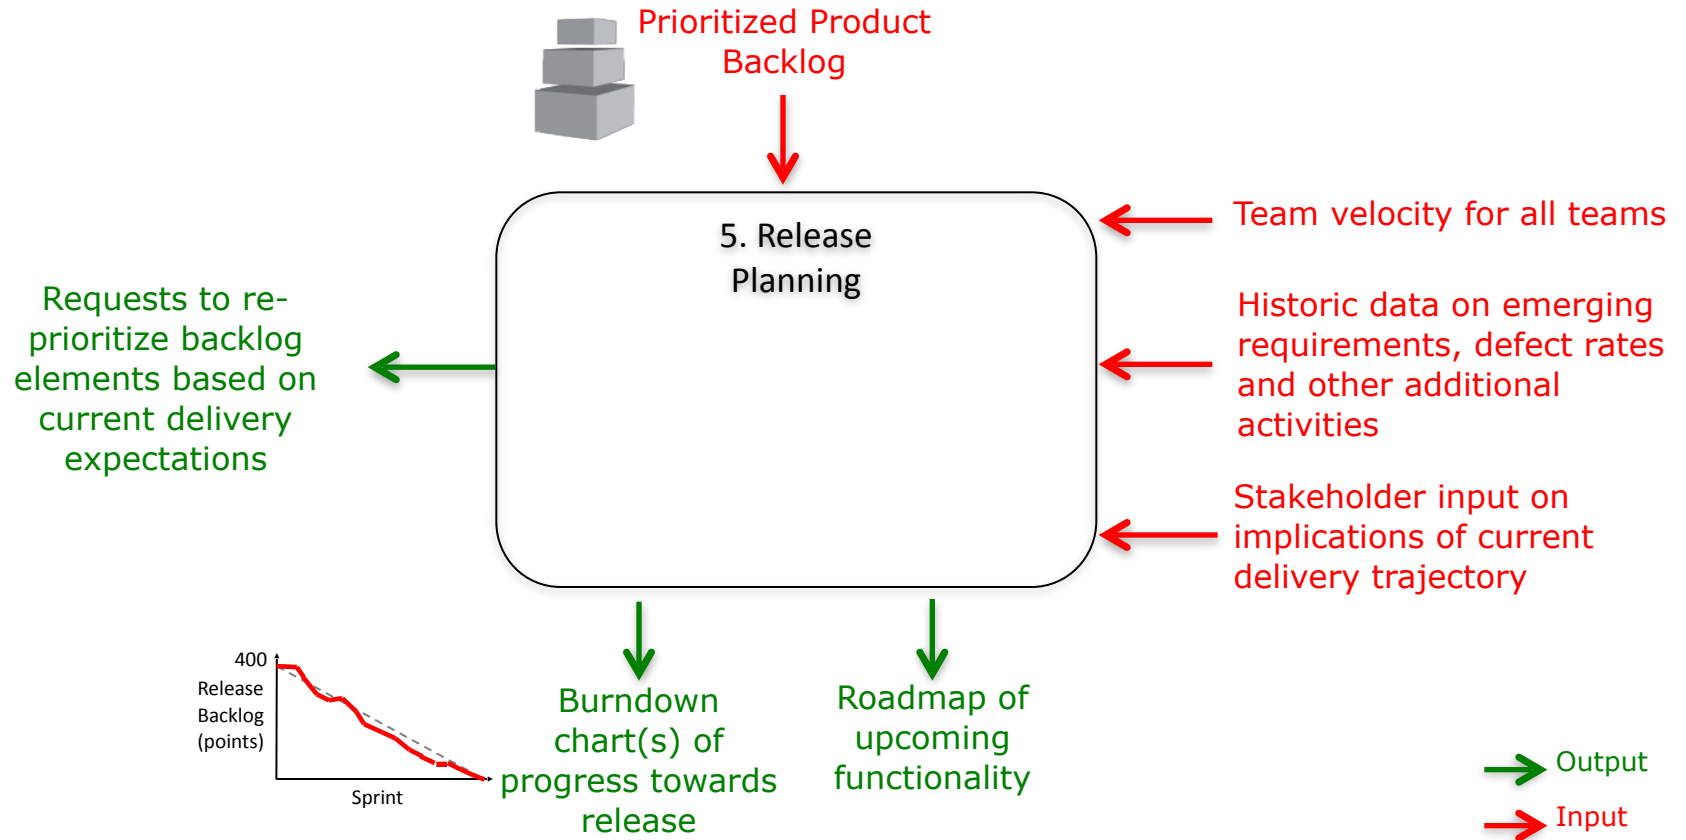 Prioritized Product
Backlog
5. Release
Planning
Team velocity for all teams
Historic data on emerging
requirements, defect rates
and other additional
activities
Stakeholder input on
implications of current
delivery trajectory
Requests to re-
prioritize backlog
elements based on
current delivery
expectations
400
Release
Backlog
(points)
Sprint
Burndown
chart(s) of
progress towards
release
Roadmap of
upcoming
functionality
Output
Input